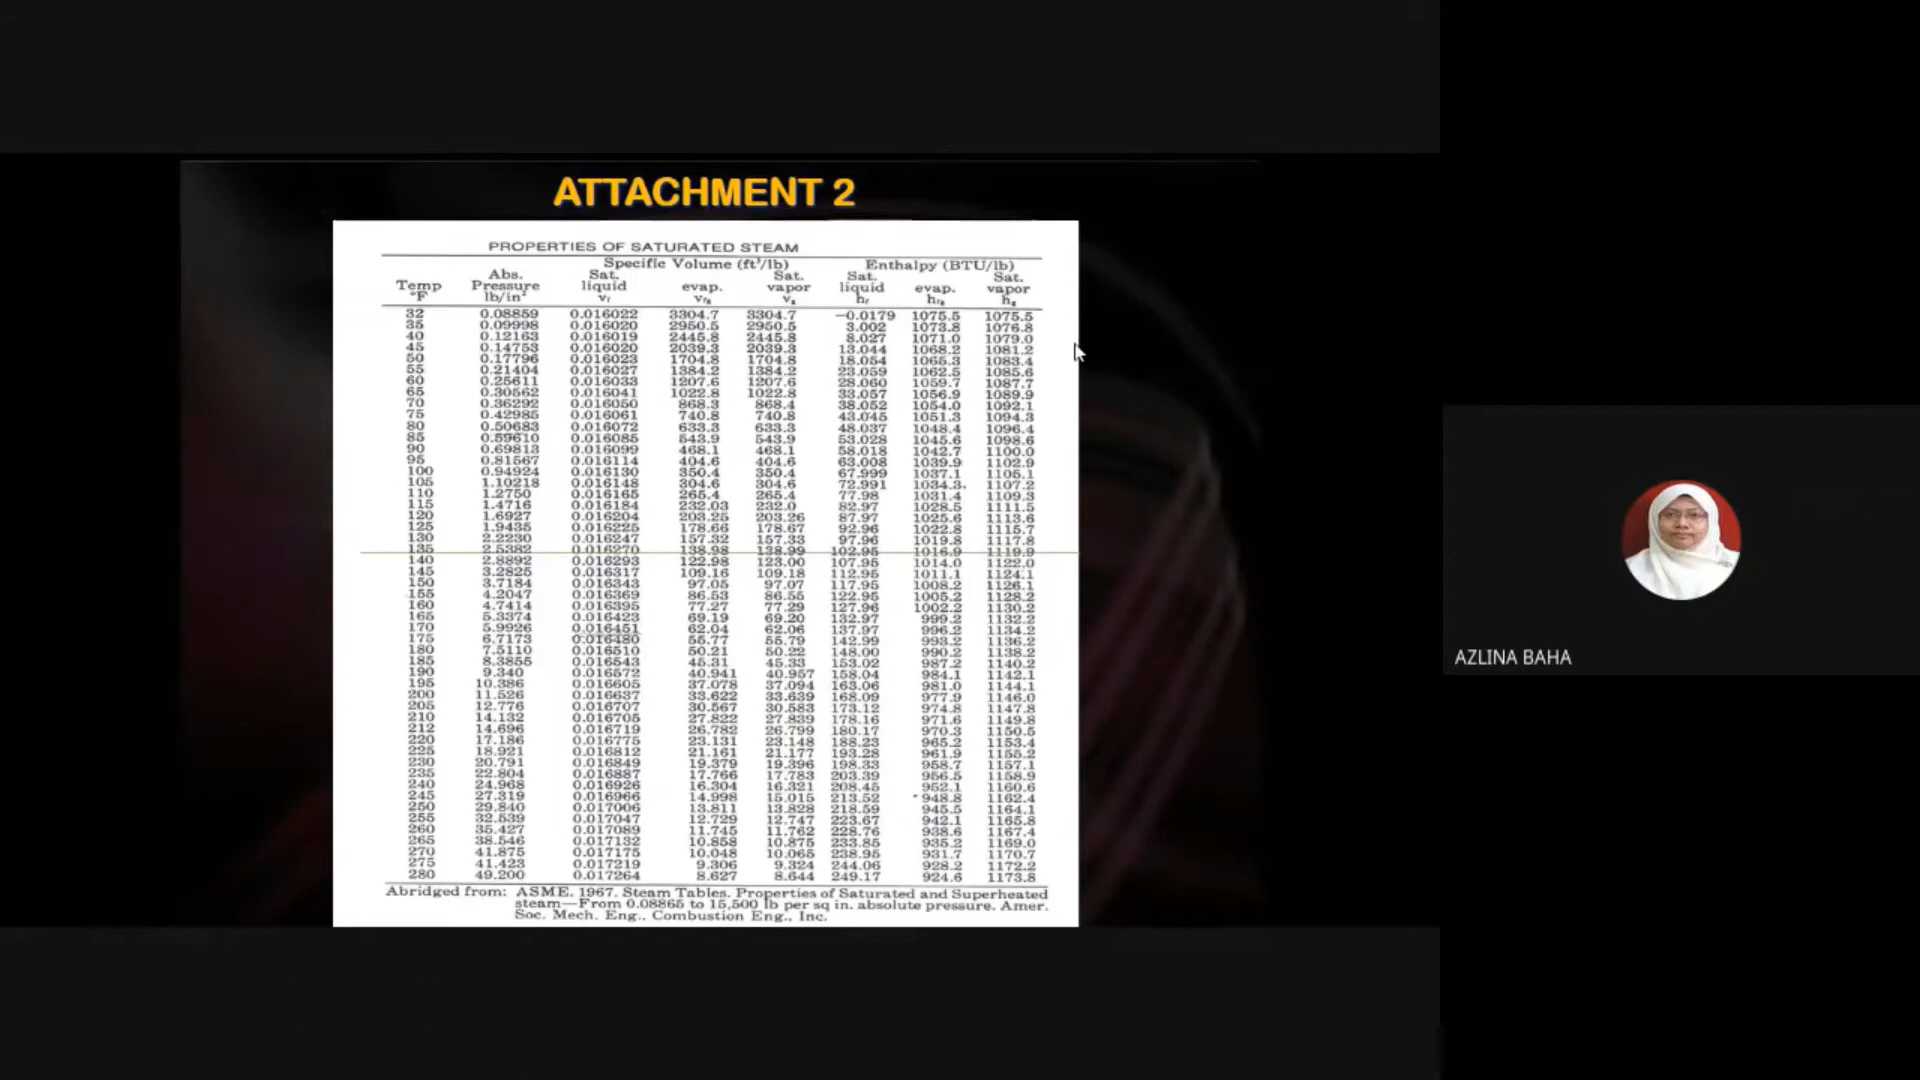 ATTACHMENT 2
PROPERTIES OF SATURATED STEAM
Specific Volume (ft³/lb) Enthalpy (BTU/lb)
Abs. Sat. Sat. Sat. Sat.
Temp Pressure liquid evap. vapor liquid evap. vapor
°F lb/in² v_f v_fg v_g h_f h_fg h_g
32 0.08859 0.016022 3304.7 3304.7 −0.0179 1075.5 1075.5
35 0.09998 0.016020 2950.5 2950.5 3.002 1073.8 1076.8
40 0.12163 0.016019 2445.8 2445.8 8.027 1071.0 1079.0
45 0.14753 0.016020 2039.3 2039.3 13.044 1068.2 1081.2
50 0.17796 0.016023 1704.8 1704.8 18.054 1065.3 1083.4
55 0.21404 0.016027 1384.2 1384.2 23.059 1062.5 1085.6
60 0.25611 0.016033 1207.6 1207.6 28.060 1059.7 1087.7
65 0.30562 0.016041 1022.8 1022.8 33.057 1056.9 1089.9
70 0.36292 0.016050 868.3 868.4 38.052 1054.0 1092.1
75 0.42985 0.016061 740.8 740.8 43.045 1051.3 1094.3
80 0.50683 0.016072 633.3 633.3 48.037 1048.4 1096.4
85 0.59610 0.016085 543.9 543.9 53.028 1045.6 1098.6
90 0.69813 0.016099 468.1 468.1 58.018 1042.7 1100.0
95 0.81567 0.016114 404.6 404.6 63.008 1039.9 1102.9
100 0.94924 0.016130 350.4 350.4 67.999 1037.1 1105.1
105 1.10218 0.016148 304.6 304.6 72.991 1034.3 1107.2
110 1.2750 0.016165 265.4 265.4 77.98 1031.4 1109.3
115 1.4716 0.016184 232.03 232.0 82.97 1028.5 1111.5
120 1.6927 0.016204 203.25 203.26 87.97 1025.6 1113.6
125 1.9435 0.016225 178.66 178.67 92.96 1022.8 1115.7
130 2.2230 0.016247 157.32 157.33 97.96 1019.8 1117.8
135 2.5382 0.016270 138.98 138.99 102.95 1016.9 1119.9
140 2.8892 0.016293 122.98 123.00 107.95 1014.0 1122.0
145 3.2825 0.016317 109.16 109.18 112.95 1011.1 1124.1
150 3.7184 0.016343 97.05 97.07 117.95 1008.2 1126.1
155 4.2047 0.016369 86.53 86.55 122.95 1005.2 1128.2
160 4.7414 0.016395 77.27 77.29 127.96 1002.2 1130.2
165 5.3374 0.016423 69.19 69.20 132.97 999.2 1132.2
170 5.9926 0.016451 62.04 62.06 137.97 996.2 1134.2
175 6.7173 0.016480 55.77 55.79 142.99 993.2 1136.2
180 7.5110 0.016510 50.21 50.22 148.00 990.2 1138.2
185 8.3855 0.016543 45.31 45.33 153.02 987.2 1140.2
190 9.340 0.016572 40.941 40.957 158.04 984.1 1142.1
195 10.386 0.016605 37.078 37.094 163.06 981.0 1144.1
200 11.526 0.016637 33.622 33.639 168.09 977.9 1146.0
205 12.776 0.016707 30.567 30.583 173.12 974.8 1147.8
210 14.132 0.016705 27.822 27.839 178.16 971.6 1149.8
212 14.696 0.016719 26.782 26.799 180.17 970.3 1150.5
220 17.186 0.016775 23.131 23.148 188.23 965.2 1153.4
225 18.921 0.016812 21.161 21.177 193.28 961.9 1155.2
230 20.791 0.016849 19.379 19.396 198.33 958.7 1157.1
235 22.804 0.016887 17.766 17.783 203.39 956.5 1158.9
240 24.968 0.016926 16.304 16.321 208.45 952.1 1160.6
245 27.319 0.016966 14.998 15.015 213.52 948.8 1162.4
250 29.840 0.017006 13.811 13.828 218.59 945.5 1164.1
255 32.539 0.017047 12.729 12.747 223.67 942.1 1165.8
260 35.427 0.017089 11.745 11.762 228.76 938.6 1167.4
265 38.546 0.017132 10.858 10.875 233.85 935.2 1169.0
270 41.875 0.017175 10.048 10.065 238.95 931.7 1170.7
275 41.423 0.017219 9.306 9.324 244.06 928.2 1172.2
280 49.200 0.017264 8.627 8.644 249.17 924.6 1173.8
Abridged from: ASME. 1967. Steam Tables. Properties of Saturated and Superheated
steam—From 0.08865 to 15,500 lb per sq in. absolute pressure. Amer.
Soc. Mech. Eng., Combustion Eng., Inc.
AZLINA BAHA